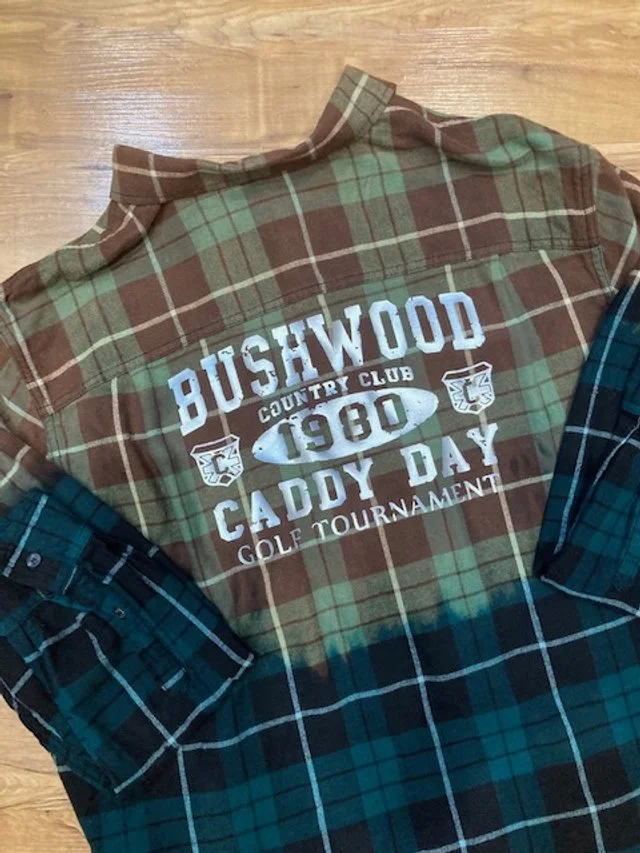 BUSHWOOD
COUNTRY CLUB
1980
C C
CADDY DAY
GOLF TOURNAMENT